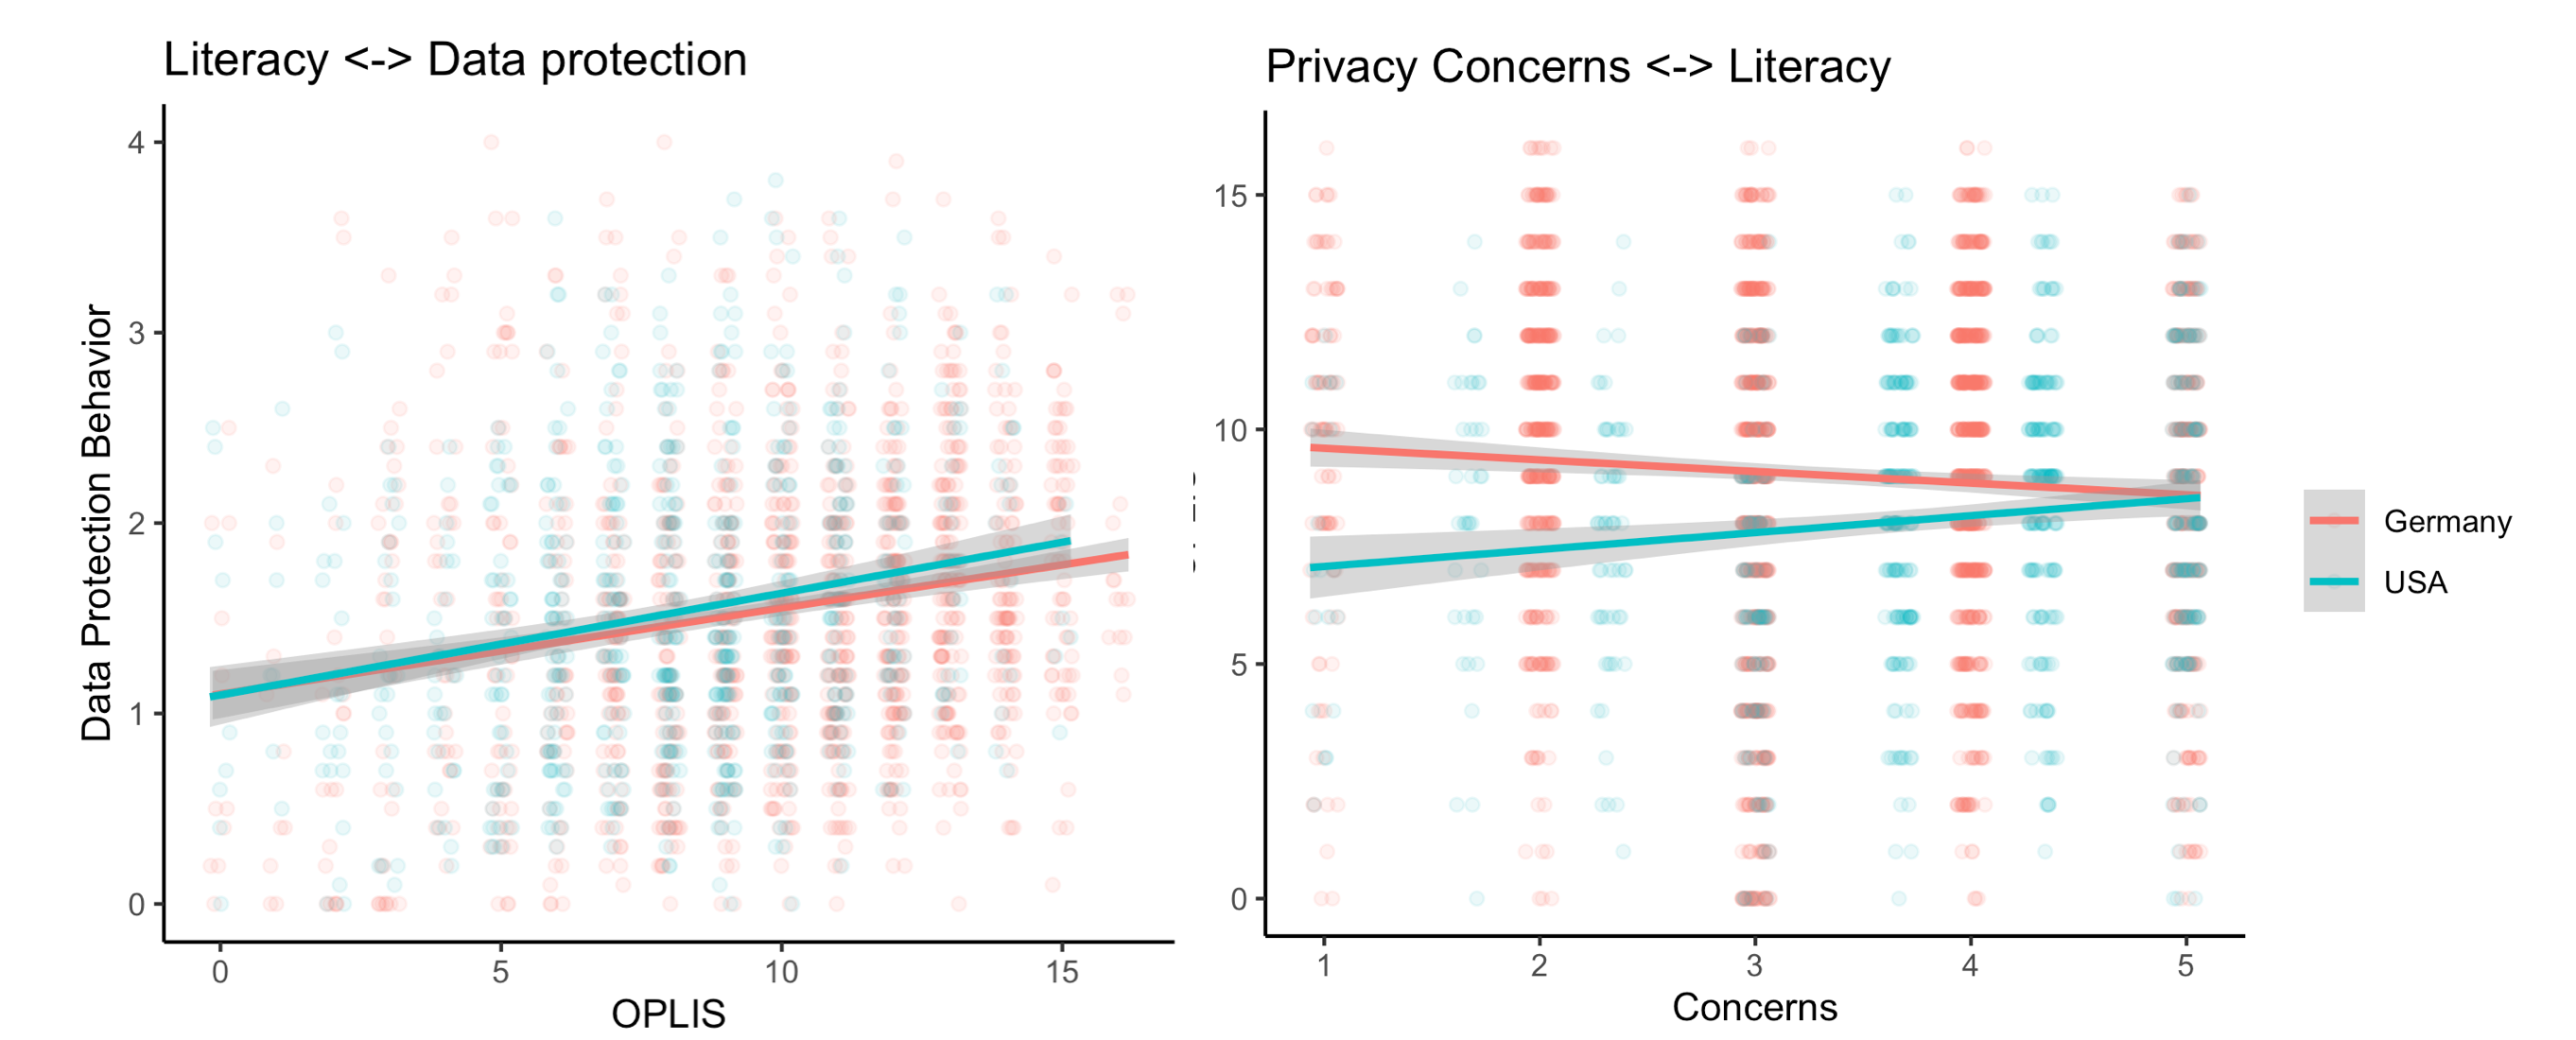 Literacy <-> Data protection
Data Protection Behavior
4
3
2
1
0
0 5 10 15
OPLIS
Privacy Concerns <-> Literacy
15
10
5
0
1 2 3 4 5
Concerns
Germany
USA